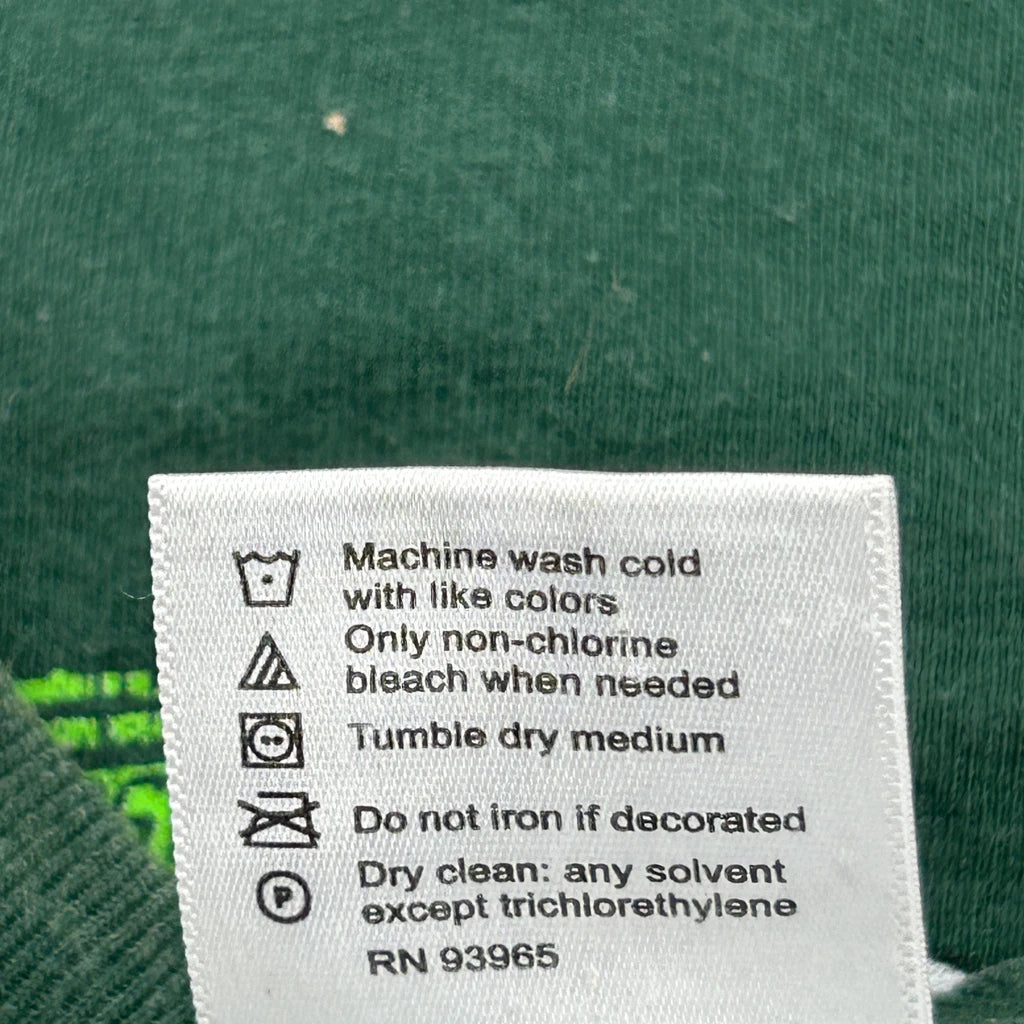 Machine wash cold
with like colors
Only non-chlorine
bleach when needed
Tumble dry medium
Do not iron if decorated
P
Dry clean: any solvent
except trichlorethylene
RN 93965